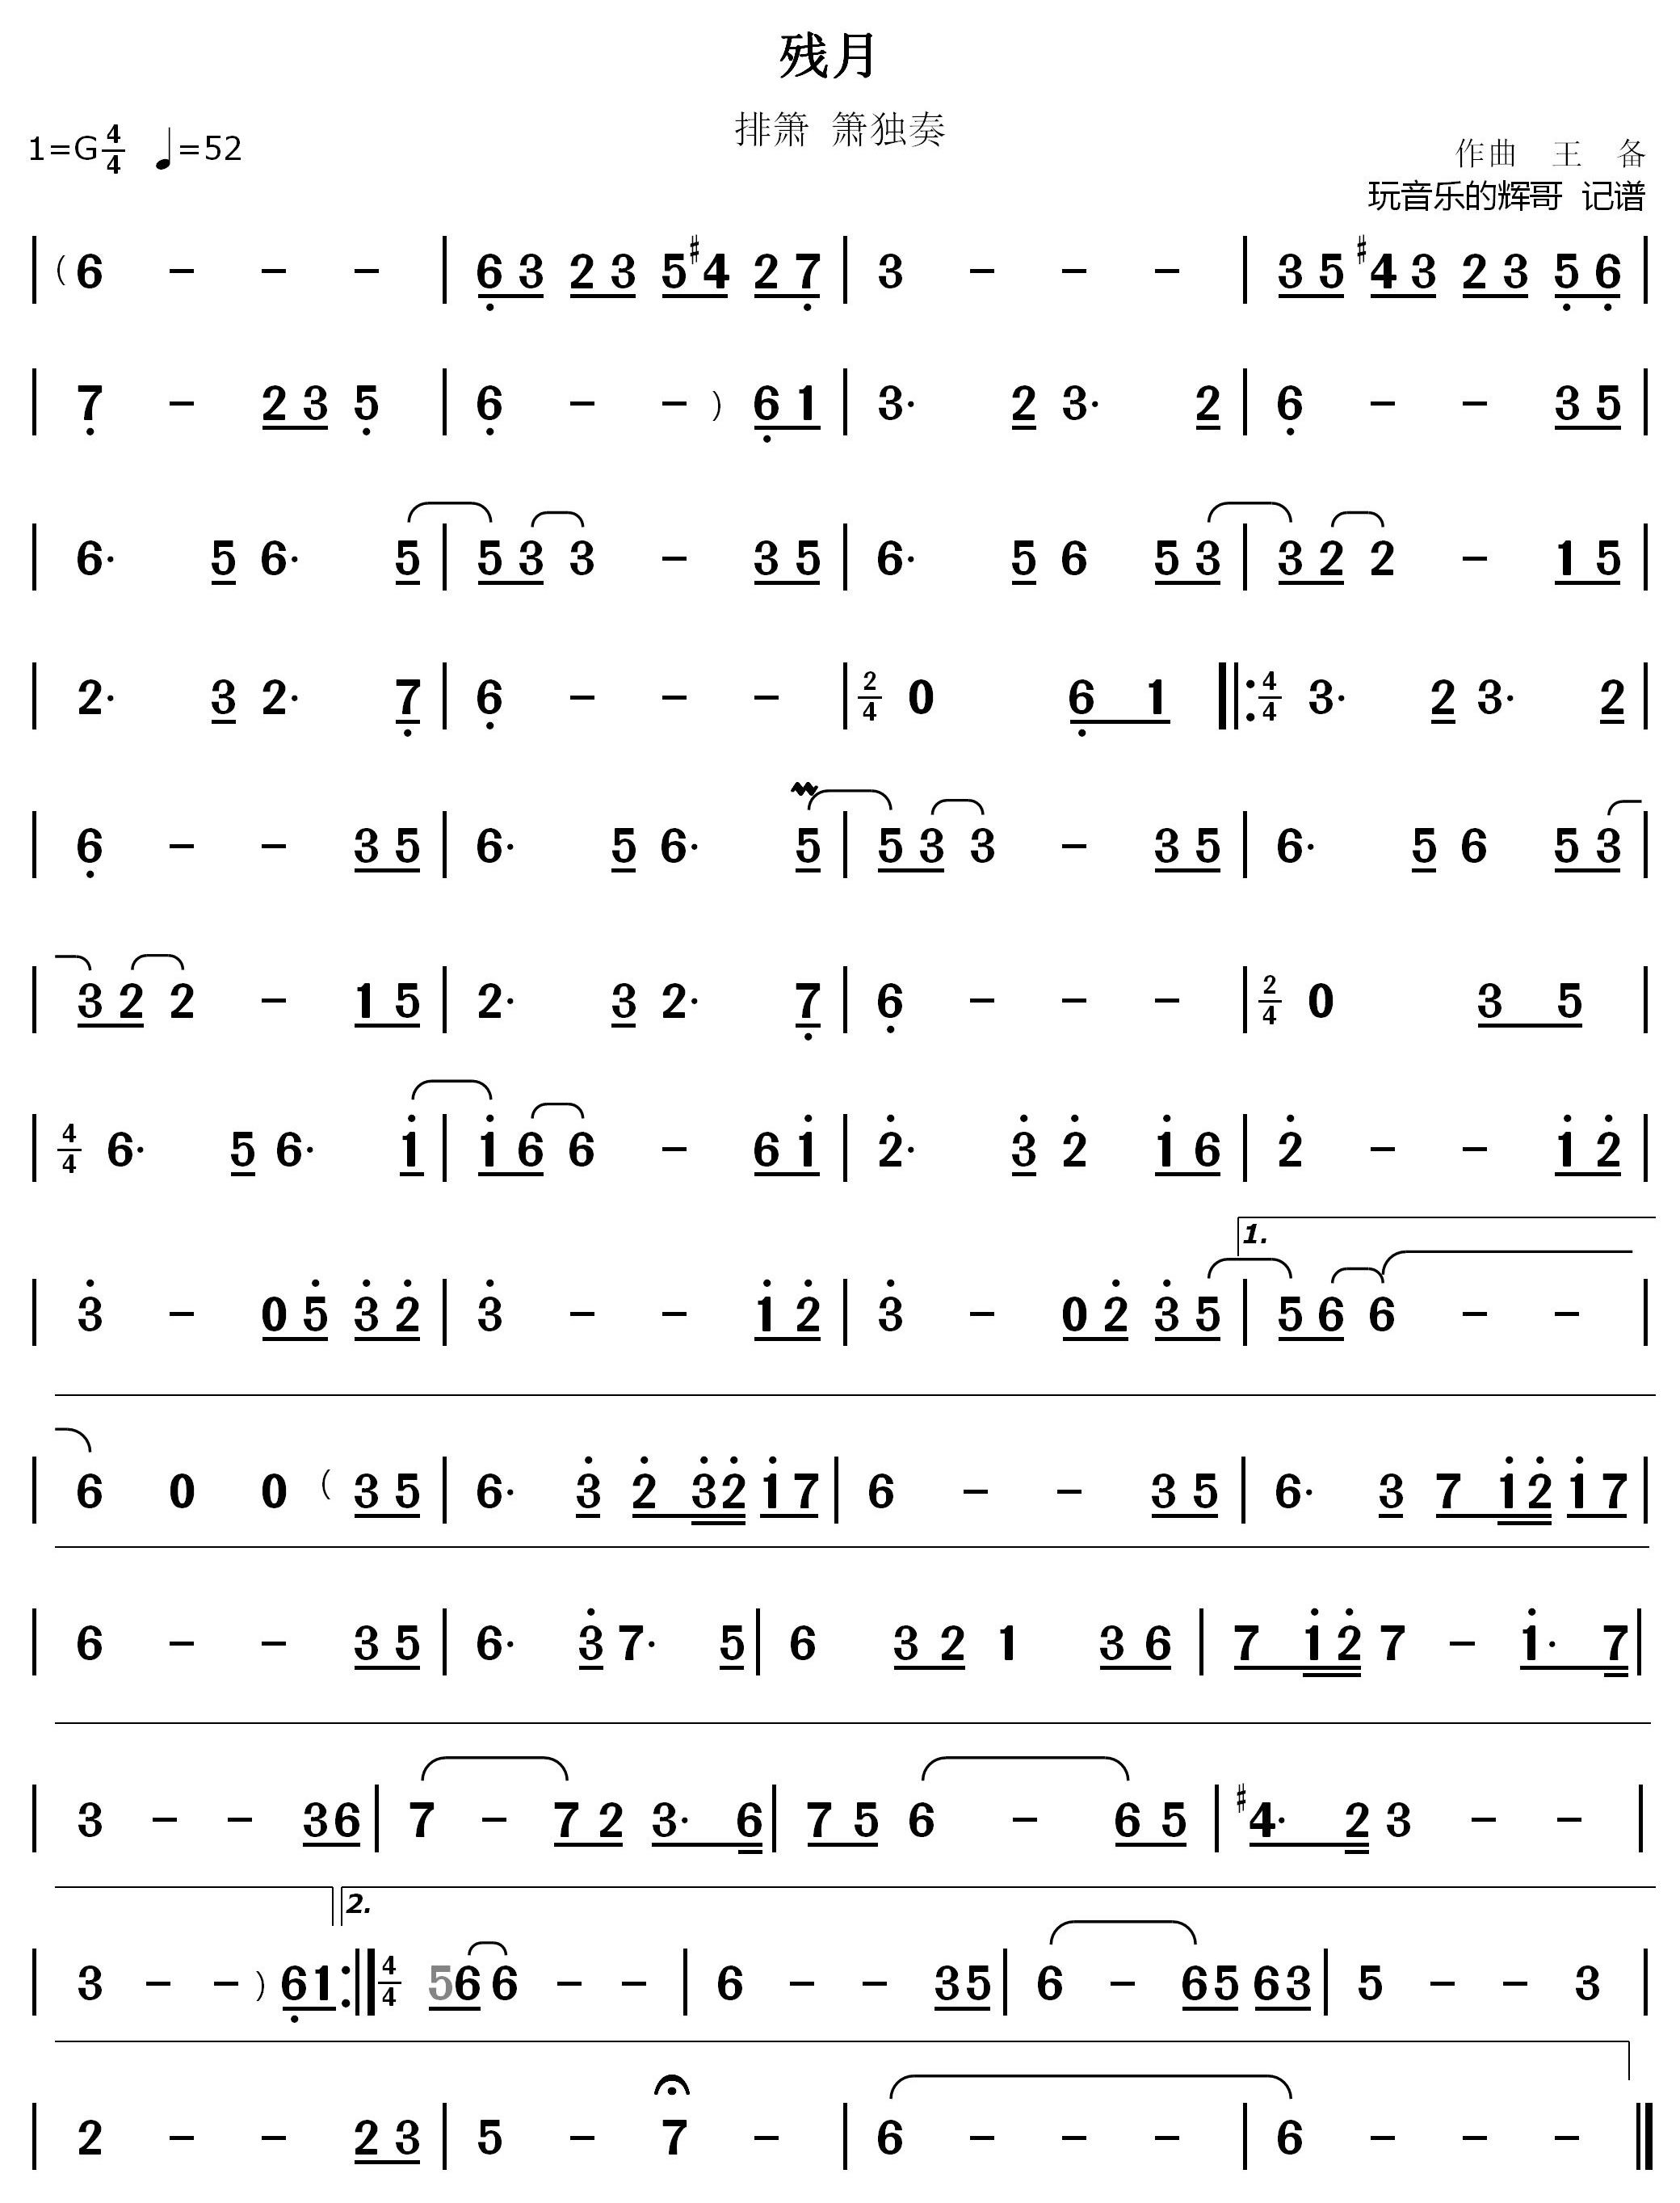 残月
排箫 箫独奏
1=G 4/4 ♩=52
作曲 王 备
玩音乐的辉哥 记谱
| ( 6 - - - | 6̣ 3 2 3 5 #4 2 7̣ | 3 - - - | 3 5 #4 3 2 3 5̣ 6̣ |
| 7̣ - 2 3 5̣ | 6̣ - - ) 6̣ 1 | 3· 2 3· 2 | 6̣ - - 3 5 |
| 6· 5 6· 5 | 5 3 3 - 3 5 | 6· 5 6 5 3 | 3 2 2 - 1 5 |
| 2· 3 2· 7̣ | 6̣ - - - | 2/4 0 6̣ 1 ‖: 4/4 3· 2 3· 2 |
| 6̣ - - 3 5 | 6· 5 6· 5 | 5 3 3 - 3 5 | 6· 5 6 5 3 |
| 3 2 2 - 1 5 | 2· 3 2· 7̣ | 6̣ - - - | 2/4 0 3 5 |
| 4/4 6· 5 6· 1̇ | 1̇ 6 6 - 6 1̇ | 2̇· 3̇ 2̇ 1̇ 6 | 2̇ - - 1̇ 2̇ |
1.
| 3̇ - 0 5̇ 3̇ 2̇ | 3̇ - - 1̇ 2̇ | 3̇ - 0 2̇ 3̇ 5 | 5 6 6 - - |
| 6 0 0 ( 3 5 | 6· 3̇ 2̇ 3̇ 2̇ 1̇ 7 | 6 - - 3 5 | 6· 3 7 1̇ 2̇ 1̇ 7 |
| 6 - - 3 5 | 6· 3̇ 7· 5 | 6 3 2 1 3 6 | 7 1̇ 2̇ 7 - 1̇· 7 |
| 3 - - 3 6 | 7 - 7 2 3· 6 | 7 5 6 - 6 5 | #4· 2 3 - - |
2.
| 3 - - ) 6̣ 1 :‖ 4/4 5 6 6 - - | 6 - - 3 5 | 6 - 6 5 6 3 | 5 - - 3 |
| 2 - - 2 3 | 5 - 7 - | 6 - - - | 6 - - - ‖